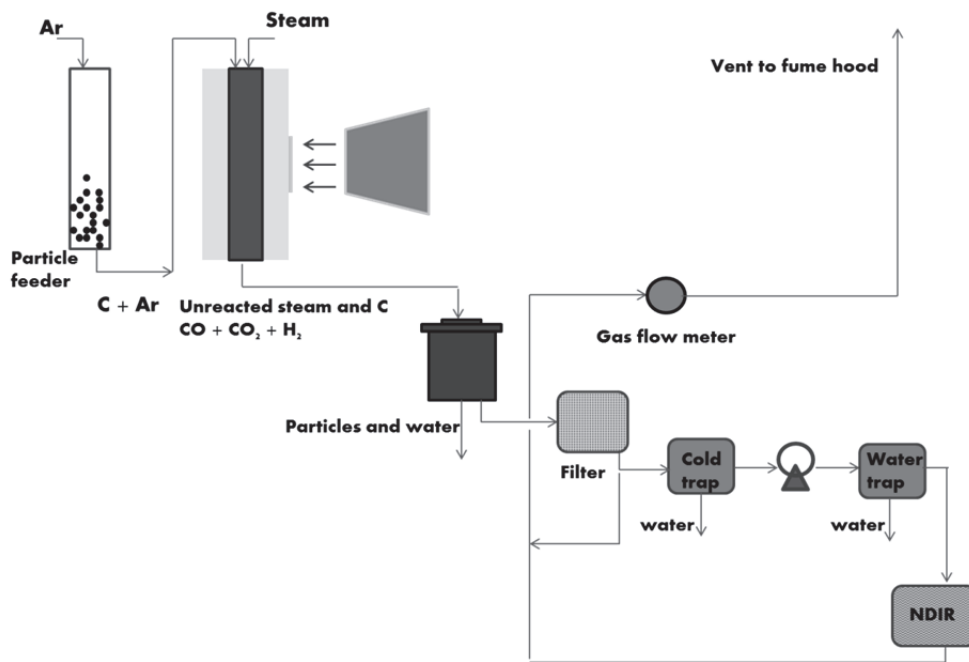 Ar
Steam
Vent to fume hood
Particle
feeder
C + Ar
Unreacted steam and C
CO + CO₂ + H₂
Gas flow meter
Particles and water
Filter
Cold
trap
Water
trap
water
water
NDIR